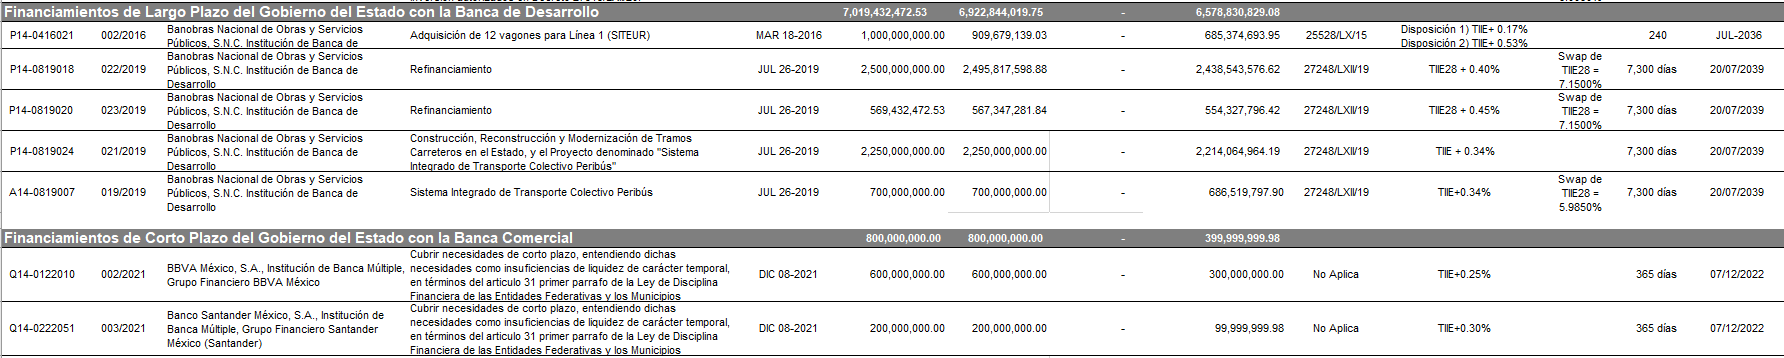 Financiamientos de Largo Plazo del Gobierno del Estado con la Banca de Desarrollo 7,019,432,472.53 6,922,844,019.75 - 6,578,830,829.08
P14-0416021 002/2016 Banobras Nacional de Obras y Servicios Públicos, S.N.C. Institución de Banca de Adquisición de 12 vagones para Línea 1 (SITEUR) MAR 18-2016 1,000,000,000.00 909,679,139.03 - 685,374,693.95 25528/LX/15 Disposición 1) TIIE+ 0.17% Disposición 2) TIIE+ 0.53% 240 JUL-2036
P14-0819018 022/2019 Banobras Nacional de Obras y Servicios Públicos, S.N.C. Institución de Banca de Desarrollo Refinanciamiento JUL 26-2019 2,500,000,000.00 2,495,817,598.88 - 2,438,543,576.62 27248/LXII/19 TIIE28 + 0.40% Swap de TIIE28 = 7.1500% 7,300 días 20/07/2039
P14-0819020 023/2019 Banobras Nacional de Obras y Servicios Públicos, S.N.C. Institución de Banca de Desarrollo Refinanciamiento JUL 26-2019 569,432,472.53 567,347,281.84 - 554,327,796.42 27248/LXII/19 TIIE28 + 0.45% Swap de TIIE28 = 7.1500% 7,300 días 20/07/2039
P14-0819024 021/2019 Banobras Nacional de Obras y Servicios Públicos, S.N.C. Institución de Banca de Desarrollo Construcción, Reconstrucción y Modernización de Tramos Carreteros en el Estado, y el Proyecto denominado "Sistema Integrado de Transporte Colectivo Peribús" JUL 26-2019 2,250,000,000.00 2,250,000,000.00 - 2,214,064,964.19 27248/LXII/19 TIIE + 0.34% 7,300 días 20/07/2039
A14-0819007 019/2019 Banobras Nacional de Obras y Servicios Públicos, S.N.C. Institución de Banca de Desarrollo Sistema Integrado de Transporte Colectivo Peribús JUL 26-2019 700,000,000.00 700,000,000.00 - 686,519,797.90 27248/LXII/19 TIIE+0.34% Swap de TIIE28 = 5.9850% 7,300 días 20/07/2039
Financiamientos de Corto Plazo del Gobierno del Estado con la Banca Comercial 800,000,000.00 800,000,000.00 - 399,999,999.98
Q14-0122010 002/2021 BBVA México, S.A., Institución de Banca Múltiple, Grupo Financiero BBVA México Cubrir necesidades de corto plazo, entendiendo dichas necesidades como insuficiencias de liquidez de carácter temporal, en términos del articulo 31 primer parrafo de la Ley de Disciplina Financiera de las Entidades Federativas y los Municipios DIC 08-2021 600,000,000.00 600,000,000.00 - 300,000,000.00 No Aplica TIIE+0.25% 365 días 07/12/2022
Q14-0222051 003/2021 Banco Santander México, S.A., Institución de Banca Múltiple, Grupo Financiero Santander México (Santander) Cubrir necesidades de corto plazo, entendiendo dichas necesidades como insuficiencias de liquidez de carácter temporal, en términos del articulo 31 primer parrafo de la Ley de Disciplina Financiera de las Entidades Federativas y los Municipios DIC 08-2021 200,000,000.00 200,000,000.00 - 99,999,999.98 No Aplica TIIE+0.30% 365 días 07/12/2022